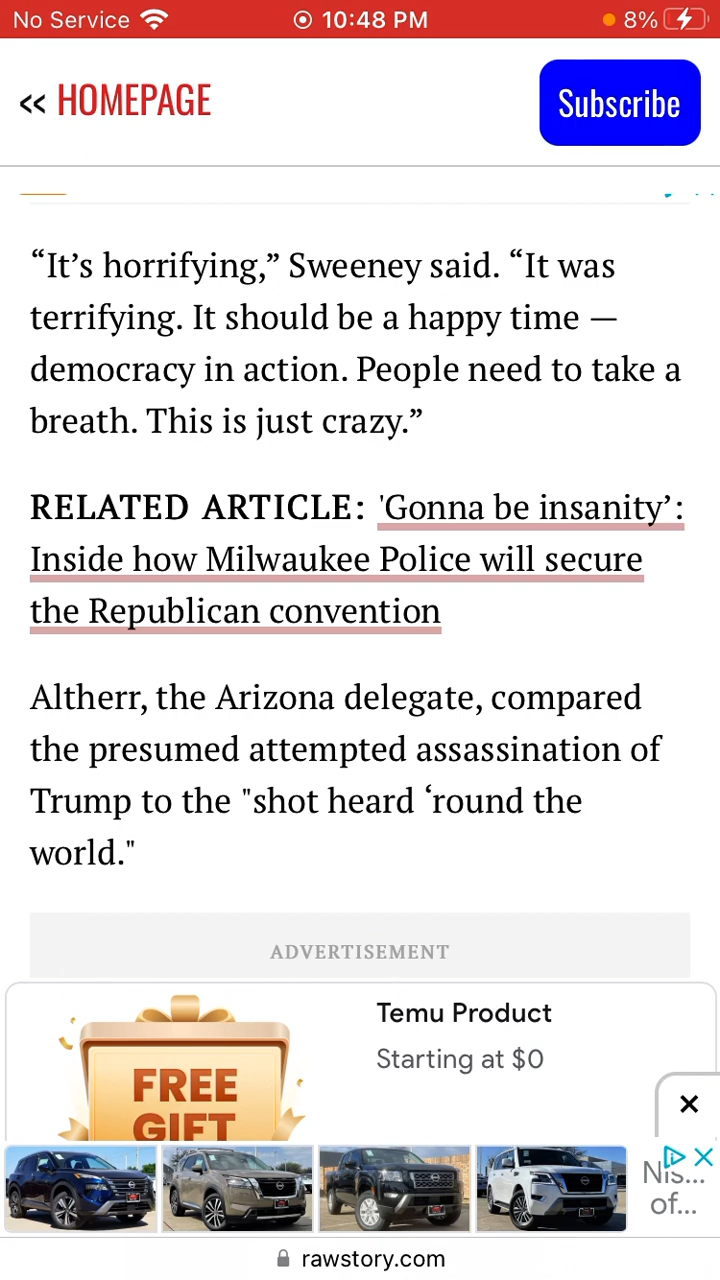 No Service 10:48 PM 8%
<< HOMEPAGE
Subscribe
“It’s horrifying,” Sweeney said. “It was
terrifying. It should be a happy time —
democracy in action. People need to take a
breath. This is just crazy.”
RELATED ARTICLE: 'Gonna be insanity’:
Inside how Milwaukee Police will secure
the Republican convention
Altherr, the Arizona delegate, compared
the presumed attempted assassination of
Trump to the "shot heard ‘round the
world."
ADVERTISEMENT
Temu Product
Starting at $0
FREE
GIFT
Nis...
of...
rawstory.com